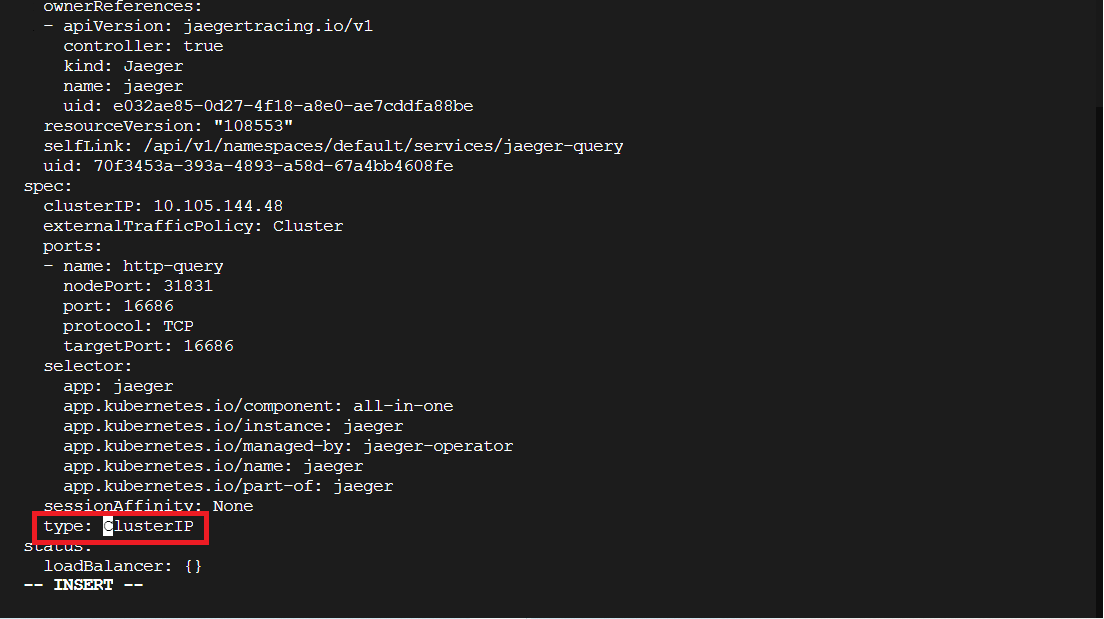 ownerReferences:
- apiVersion: jaegertracing.io/v1
controller: true
kind: Jaeger
name: jaeger
uid: e032ae85-0d27-4f18-a8e0-ae7cddfa88be
resourceVersion: "108553"
selfLink: /api/v1/namespaces/default/services/jaeger-query
uid: 70f3453a-393a-4893-a58d-67a4bb4608fe
spec:
clusterIP: 10.105.144.48
externalTrafficPolicy: Cluster
ports:
- name: http-query
nodePort: 31831
port: 16686
protocol: TCP
targetPort: 16686
selector:
app: jaeger
app.kubernetes.io/component: all-in-one
app.kubernetes.io/instance: jaeger
app.kubernetes.io/managed-by: jaeger-operator
app.kubernetes.io/name: jaeger
app.kubernetes.io/part-of: jaeger
sessionAffinity: None
type: ClusterIP
status:
loadBalancer: {}
-- INSERT --